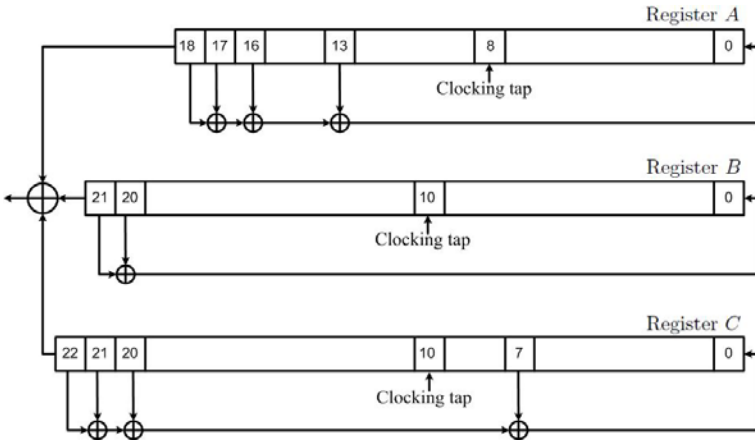 Register A
18 17 16 13 8 0
Clocking tap
Register B
21 20 10 0
Clocking tap
Register C
22 21 20 10 7 0
Clocking tap